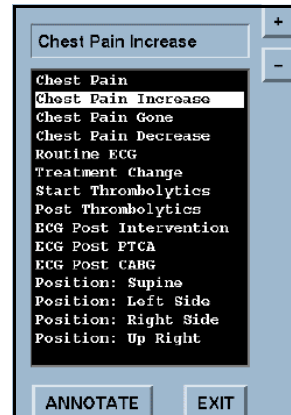 +
Chest Pain Increase
-
Chest Pain
Chest Pain Increase
Chest Pain Gone
Chest Pain Decrease
Routine ECG
Treatment Change
Start Thrombolytics
Post Thrombolytics
ECG Post Intervention
ECG Post PTCA
ECG Post CABG
Position: Supine
Position: Left Side
Position: Right Side
Position: Up Right
ANNOTATE EXIT